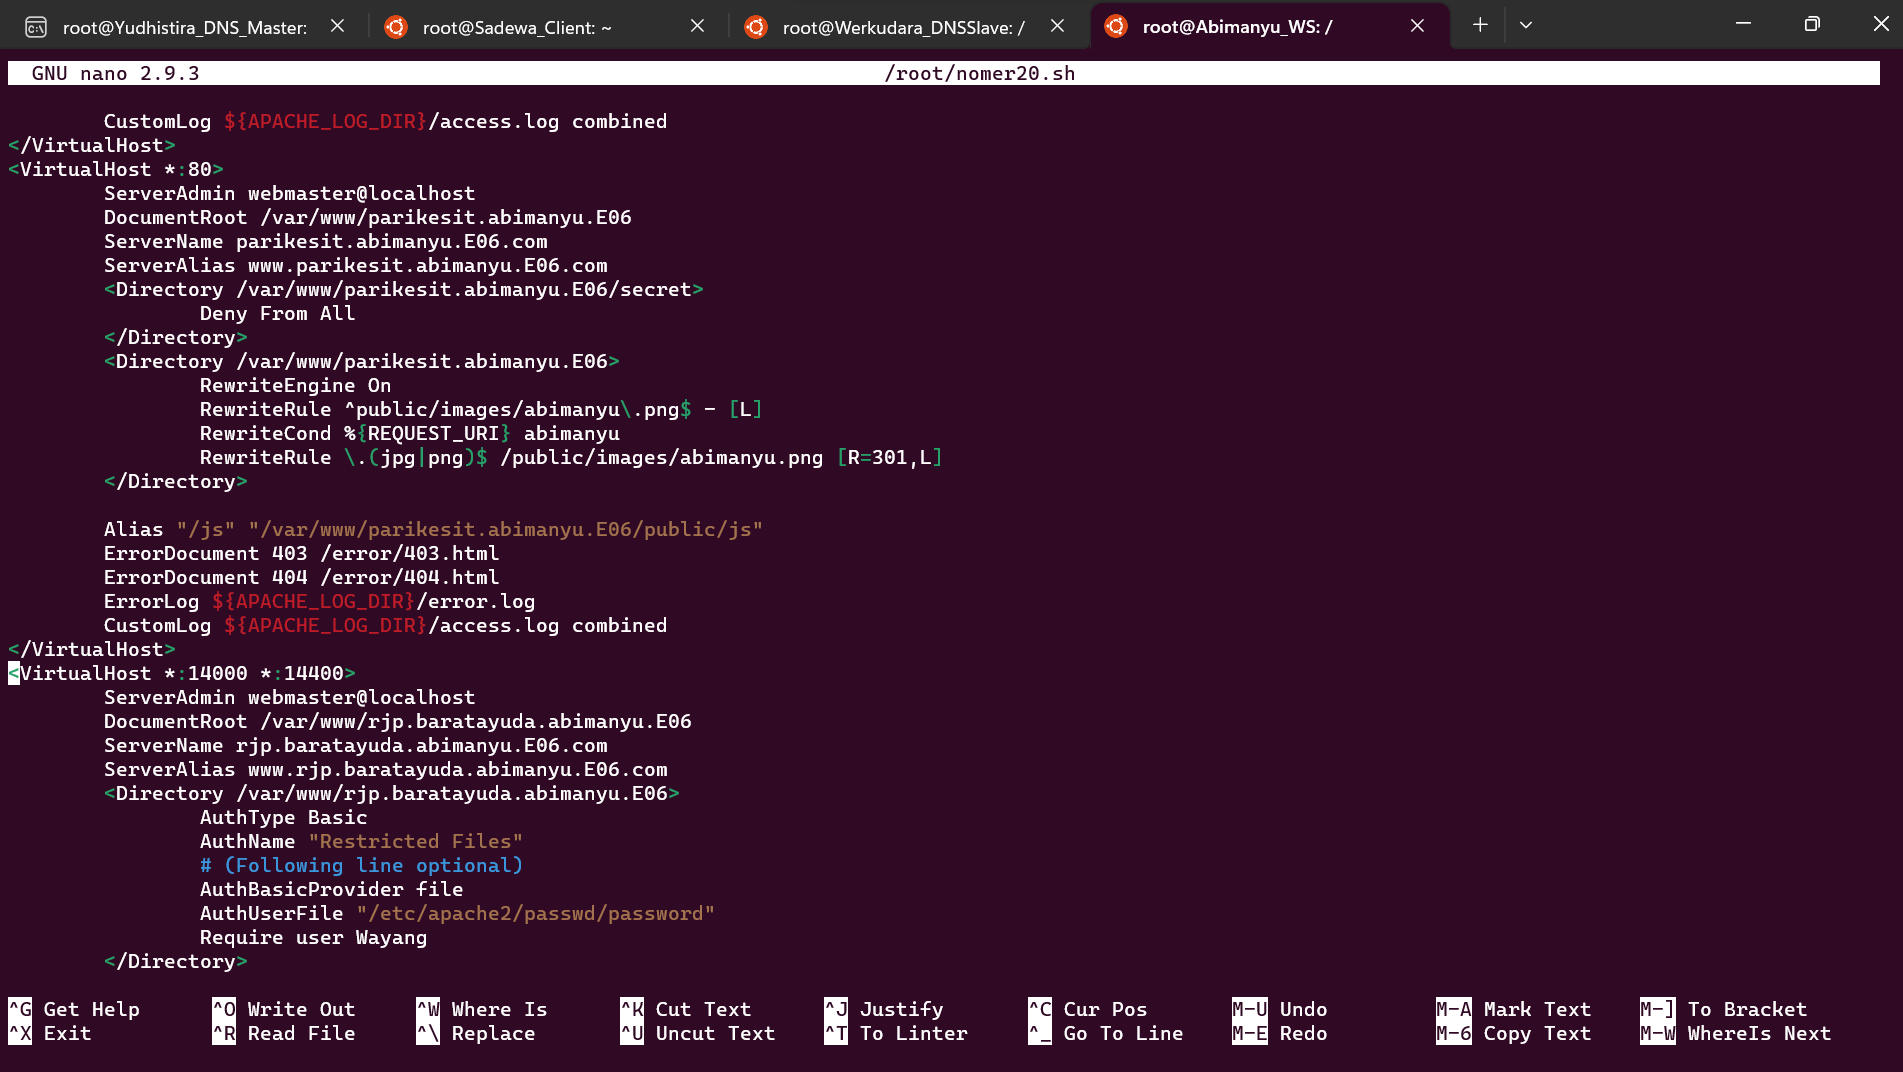 root@Yudhistira_DNS_Master:
root@Sadewa_Client: ~
root@Werkudara_DNSSlave: /
root@Abimanyu_WS: /
GNU nano 2.9.3 /root/nomer20.sh
CustomLog ${APACHE_LOG_DIR}/access.log combined
</VirtualHost>
<VirtualHost *:80>
ServerAdmin webmaster@localhost
DocumentRoot /var/www/parikesit.abimanyu.E06
ServerName parikesit.abimanyu.E06.com
ServerAlias www.parikesit.abimanyu.E06.com
<Directory /var/www/parikesit.abimanyu.E06/secret>
Deny From All
</Directory>
<Directory /var/www/parikesit.abimanyu.E06>
RewriteEngine On
RewriteRule ^public/images/abimanyu\.png$ - [L]
RewriteCond %{REQUEST_URI} abimanyu
RewriteRule \.(jpg|png)$ /public/images/abimanyu.png [R=301,L]
</Directory>
Alias "/js" "/var/www/parikesit.abimanyu.E06/public/js"
ErrorDocument 403 /error/403.html
ErrorDocument 404 /error/404.html
ErrorLog ${APACHE_LOG_DIR}/error.log
CustomLog ${APACHE_LOG_DIR}/access.log combined
</VirtualHost>
<VirtualHost *:14000 *:14400>
ServerAdmin webmaster@localhost
DocumentRoot /var/www/rjp.baratayuda.abimanyu.E06
ServerName rjp.baratayuda.abimanyu.E06.com
ServerAlias www.rjp.baratayuda.abimanyu.E06.com
<Directory /var/www/rjp.baratayuda.abimanyu.E06>
AuthType Basic
AuthName "Restricted Files"
# (Following line optional)
AuthBasicProvider file
AuthUserFile "/etc/apache2/passwd/password"
Require user Wayang
</Directory>
^G Get Help ^O Write Out ^W Where Is ^K Cut Text ^J Justify ^C Cur Pos M-U Undo M-A Mark Text M-] To Bracket
^X Exit ^R Read File ^\ Replace ^U Uncut Text ^T To Linter ^_ Go To Line M-E Redo M-6 Copy Text M-W WhereIs Next